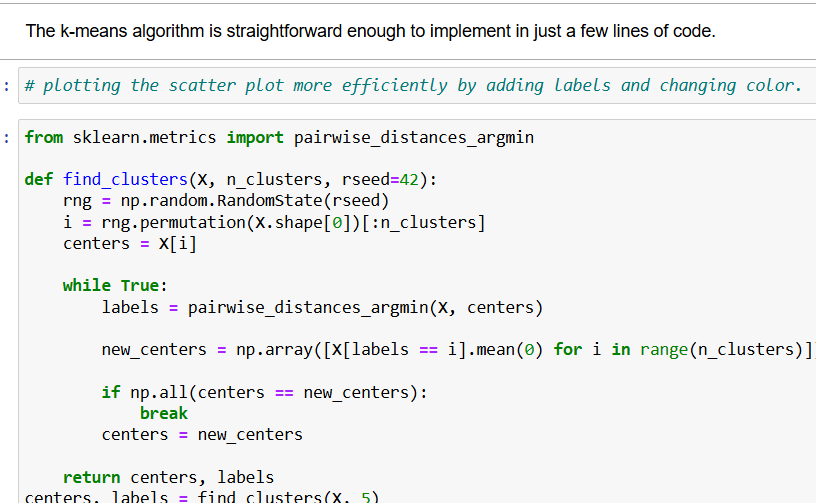 The k-means algorithm is straightforward enough to implement in just a few lines of code.
: # plotting the scatter plot more efficiently by adding labels and changing color.
: from sklearn.metrics import pairwise_distances_argmin
def find_clusters(X, n_clusters, rseed=42):
rng = np.random.RandomState(rseed)
i = rng.permutation(X.shape[0])[:n_clusters]
centers = X[i]
while True:
labels = pairwise_distances_argmin(X, centers)
new_centers = np.array([X[labels == i].mean(0) for i in range(n_clusters)])
if np.all(centers == new_centers):
break
centers = new_centers
return centers, labels
centers, labels = find_clusters(X, 5)